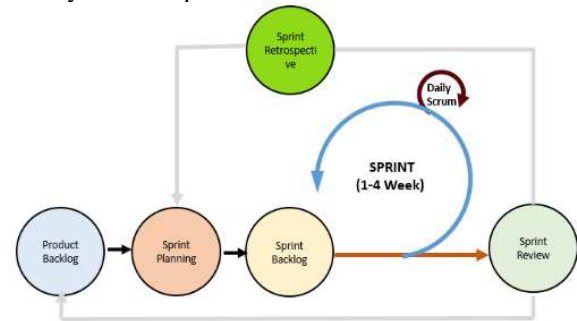 Sprint
Retrospecti
ve
Daily
Scrum
SPRINT
(1-4 Week)
Product
Backlog
Sprint
Planning
Sprint
Backlog
Sprint
Review